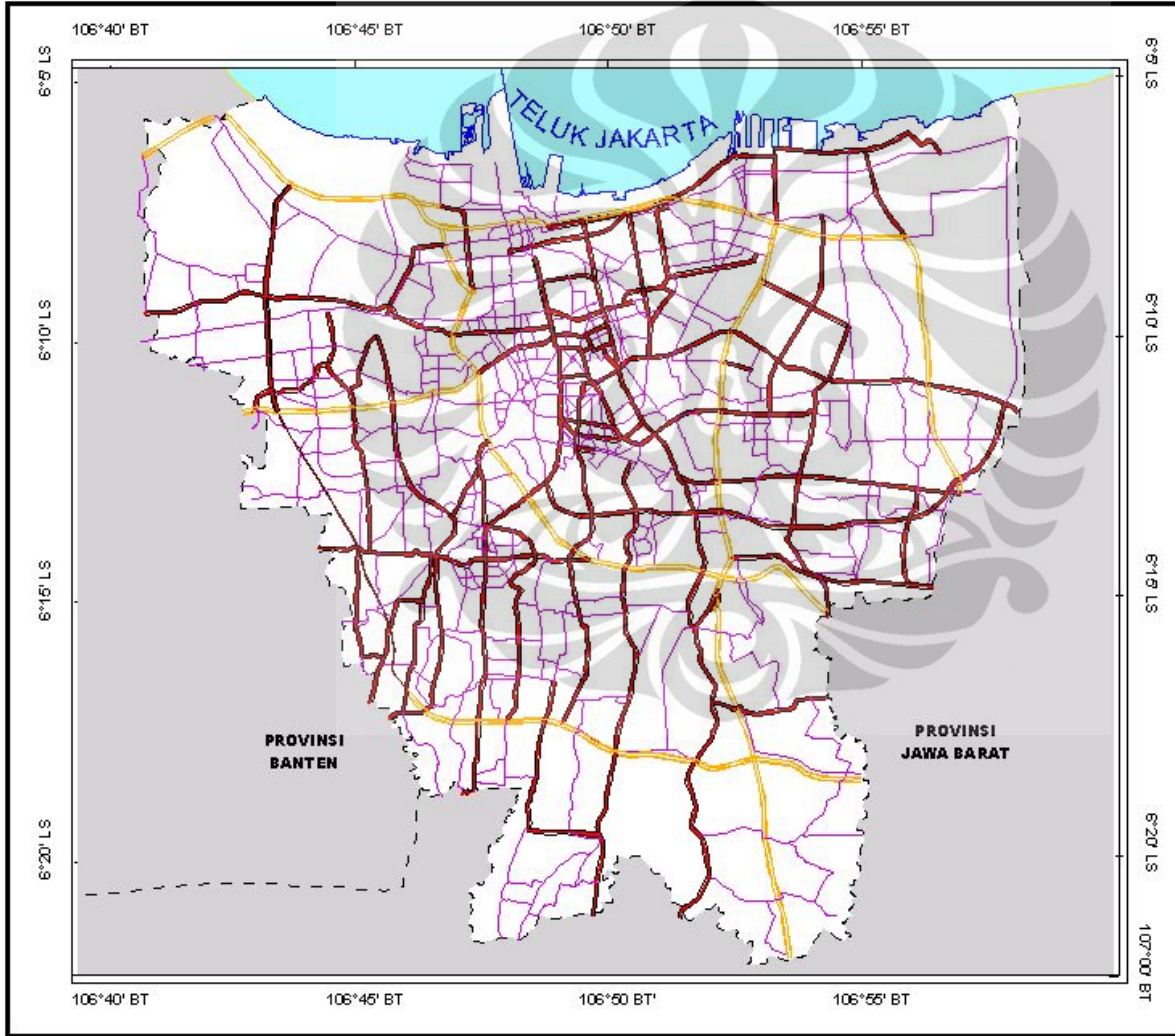 106°40' BT
106°45' BT
106°50' BT
106°55' BT
6°5' LS
6°5' LS
TELUK JAKARTA
6°10' LS
6°10' LS
6°15' LS
6°15' LS
PROVINSI
BANTEN
PROVINSI
JAWA BARAT
6°20' LS
6°20' LS
107°00' BT
106°40' BT
106°45' BT
106°50' BT'
106°55' BT